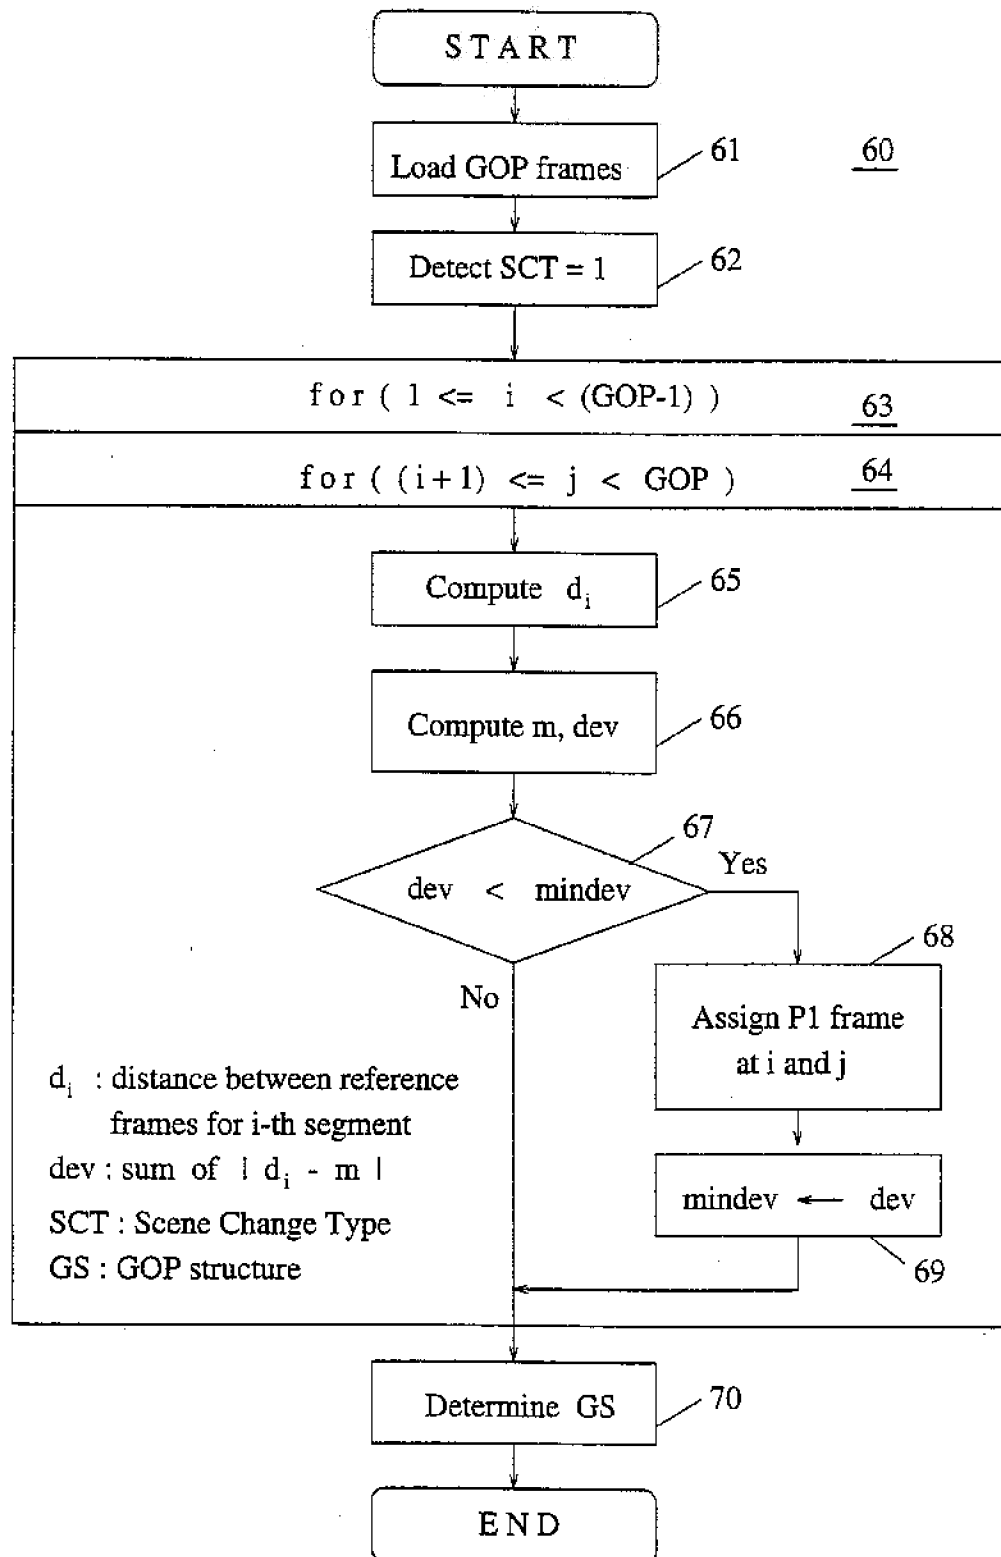 START
Load GOP frames
61
60
Detect SCT = 1
62
for ( 1 <= i < (GOP-1) )
63
for ( (i+1) <= j < GOP )
64
Compute d_i
65
Compute m, dev
66
67
dev < mindev
Yes
68
No
Assign P1 frame
at i and j
d_i : distance between reference
frames for i-th segment
dev : sum of | d_i - m |
SCT : Scene Change Type
GS : GOP structure
mindev ← dev
69
Determine GS
70
END